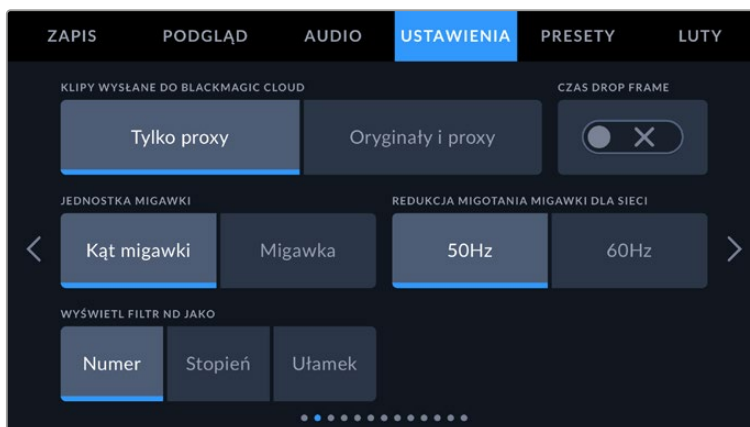 ZAPIS PODGLĄD AUDIO USTAWIENIA PRESETY LUTY
KLIPY WYSŁANE DO BLACKMAGIC CLOUD CZAS DROP FRAME
Tylko proxy Oryginały i proxy
JEDNOSTKA MIGAWKI REDUKCJA MIGOTANIA MIGAWKI DLA SIECI
Kąt migawki Migawka 50Hz 60Hz
WYŚWIETL FILTR ND JAKO
Numer Stopień Ułamek